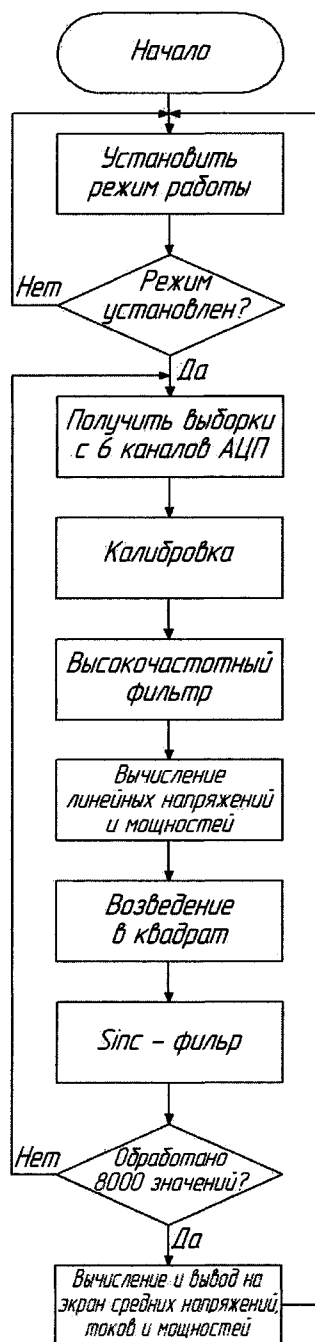 Начало
Установить
режим работы
Нет
Режим
установлен?
Да
Получить выборки
с 6 каналов АЦП
Калибровка
Высокочастотный
фильтр
Вычисление
линейных напряжений
и мощностей
Возведение
в квадрат
Sinc – фильр
Нет
Обработано
8000 значений?
Да
Вычисление и вывод на
экран средних напряжений,
токов и мощностей